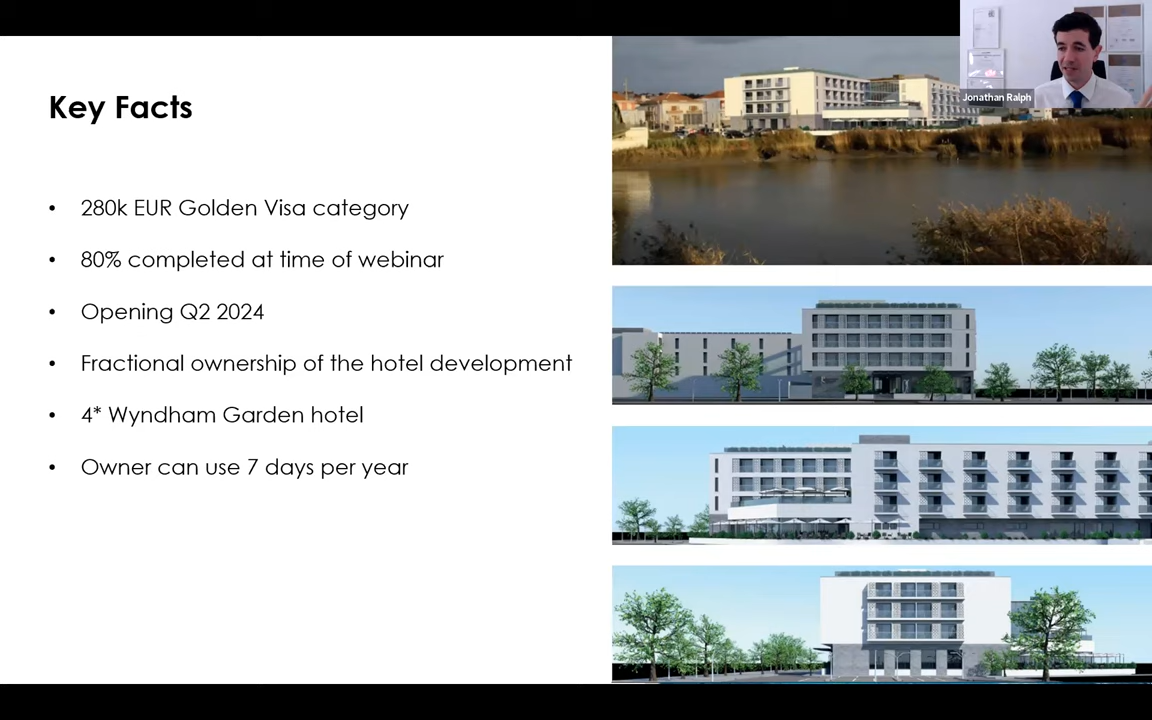 Jonathan Ralph
Key Facts
• 280k EUR Golden Visa category
• 80% completed at time of webinar
• Opening Q2 2024
• Fractional ownership of the hotel development
• 4* Wyndham Garden hotel
• Owner can use 7 days per year